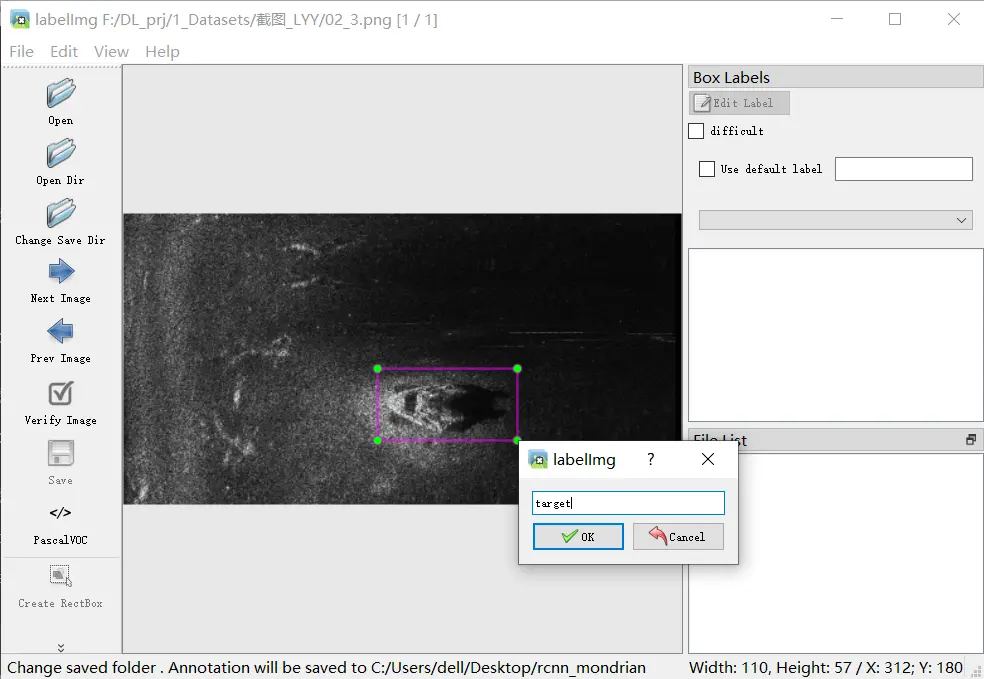 labelImg F:/DL_prj/1_Datasets/截图_LYY/02_3.png [1 / 1]
File Edit View Help
Open
Open Dir
Change Save Dir
Next Image
Prev Image
Verify Image
Save
</>
PascalVOC
Create RectBox
Box Labels
Edit Label
difficult
Use default label
File List
labelImg ?
target
OK Cancel
Change saved folder . Annotation will be saved to C:/Users/dell/Desktop/rcnn_mondrian
Width: 110, Height: 57 / X: 312; Y: 180